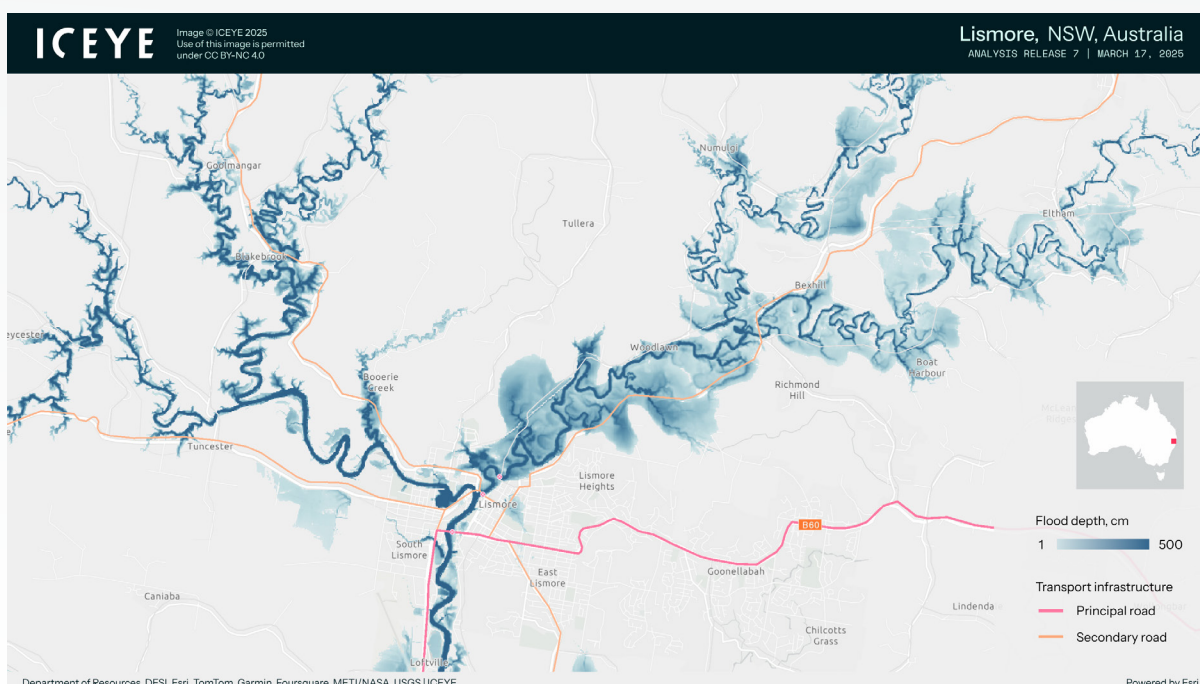 ICEYE
Image © ICEYE 2025
Use of this image is permitted
under CC BY-NC 4.0
Lismore, NSW, Australia
ANALYSIS RELEASE 7 | MARCH 17, 2025
Numulgi
Goolmangar
Eltham
Tullera
Blakebrook
Bexhill
eycester
Woodlawn
Boat
Harbour
Booerie
Creek
Richmond
Hill
Tuncester
Lismore
Heights
Lismore
Flood depth, cm
1
500
B60
South
Lismore
East
Lismore
Goonellabah
Transport infrastructure
Caniaba
Lindenda
Principal road
Chilcotts
Grass
Secondary road
Loftville
Department of Resources, DESI, Esri, TomTom, Garmin, Foursquare, METI/NASA, USGS | ICEYE
Powered by Esri